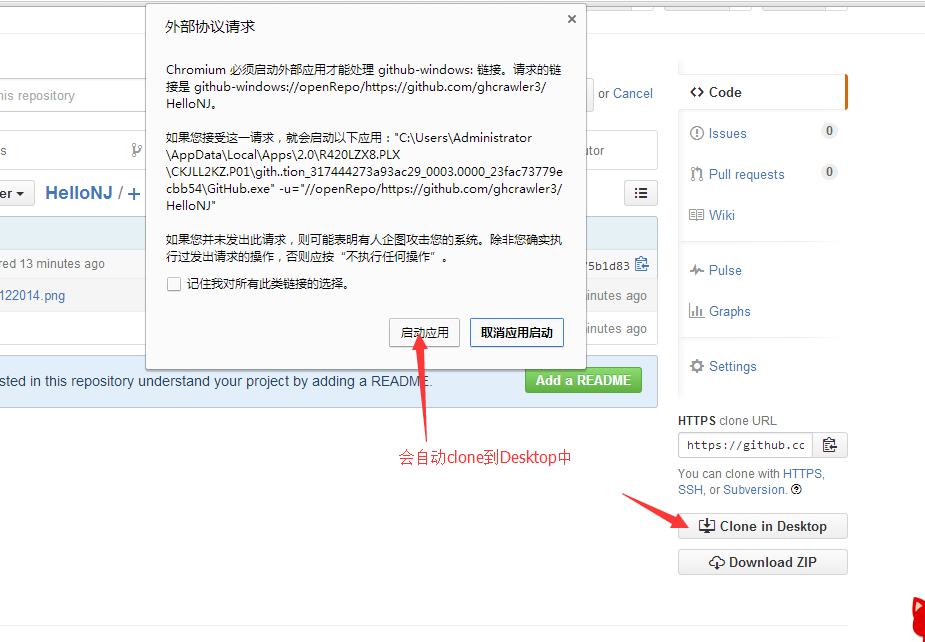 外部协议请求
Chromium 必须启动外部应用才能处理 github-windows: 链接。请求的链
接是 github-windows://openRepo/https://github.com/ghcrawler3/
HelloNJ。
如果您接受这一请求，就会启动以下应用："C:\Users\Administrator
\AppData\Local\Apps\2.0\R420LZX8.PLX
\CKJLL2KZ.P01\gith..tion_317444273a93ac29_0003.0000_23fac73779e
cbb54\GitHub.exe" -u="//openRepo/https://github.com/ghcrawler3/
HelloNJ"
如果您并未发出此请求，则可能表明有人企图攻击您的系统。除非您确实执
行过发出请求的操作，否则应按“不执行任何操作”。
记住我对所有此类链接的选择。
启动应用 取消应用启动
his repository
or Cancel
HelloNJ / +
red 13 minutes ago
75b1d83
122014.png
inutes ago
inutes ago
sted in this repository understand your project by adding a README.
Add a README
会自动clone到Desktop中
Code
Issues 0
Pull requests 0
Wiki
Pulse
Graphs
Settings
HTTPS clone URL
https://github.cc
You can clone with HTTPS,
SSH, or Subversion.
Clone in Desktop
Download ZIP